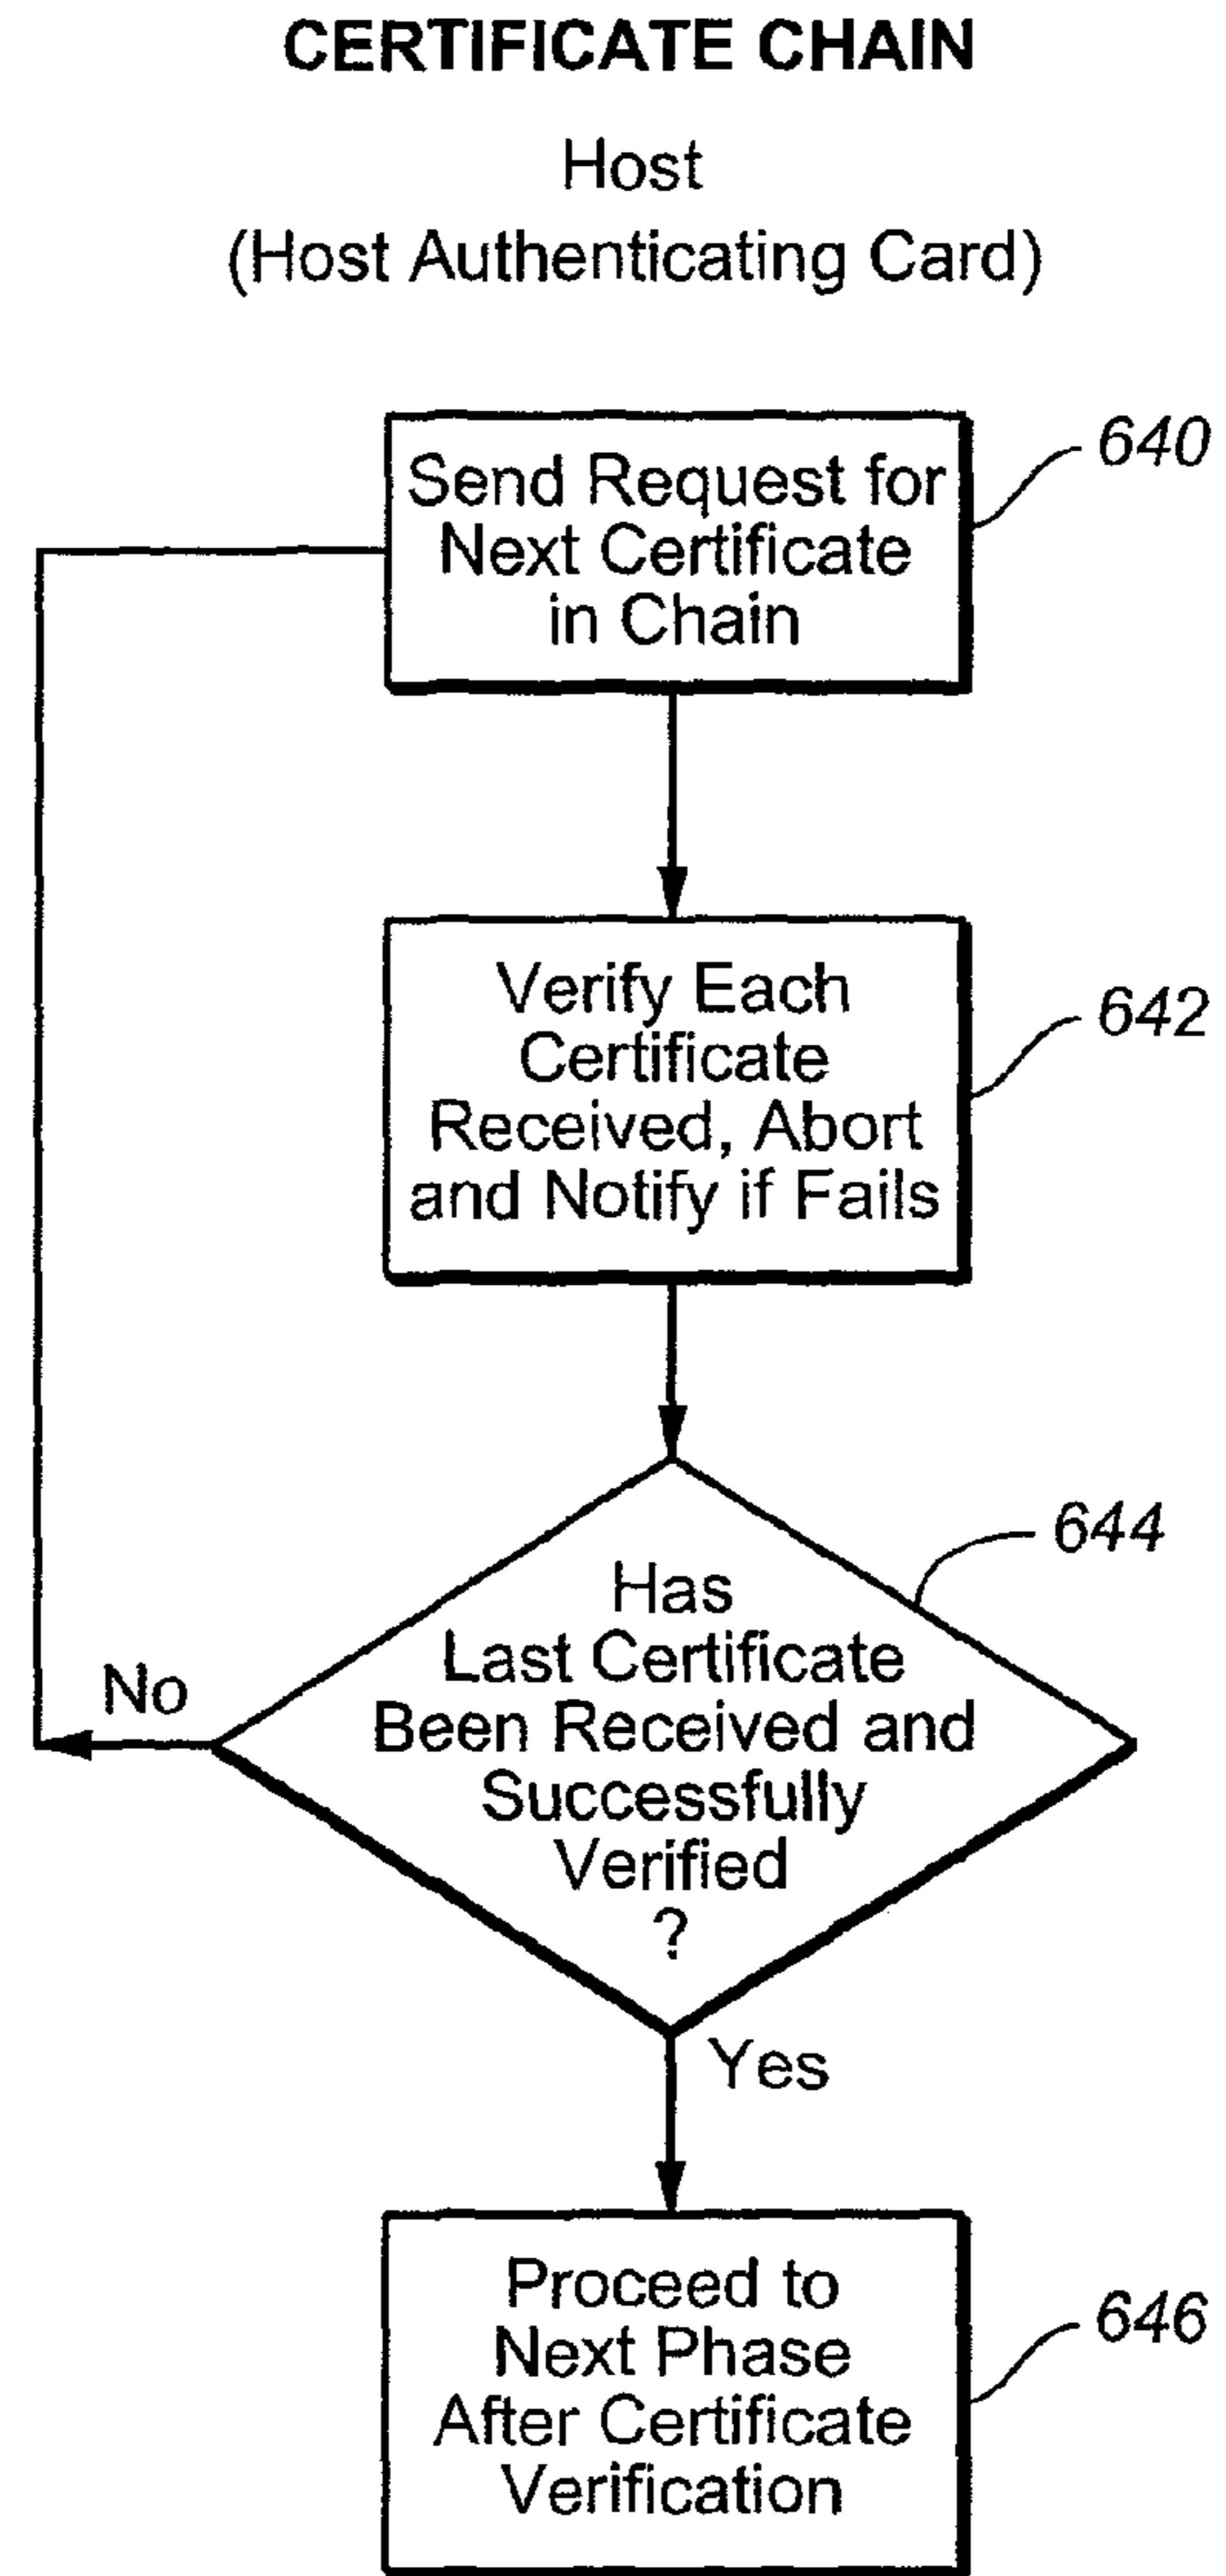 CERTIFICATE CHAIN
Host
(Host Authenticating Card)
Send Request for
Next Certificate
in Chain
640
Verify Each
Certificate
Received, Abort
and Notify if Fails
642
Has
Last Certificate
Been Received and
Successfully
Verified
?
644
No
Yes
Proceed to
Next Phase
After Certificate
Verification
646